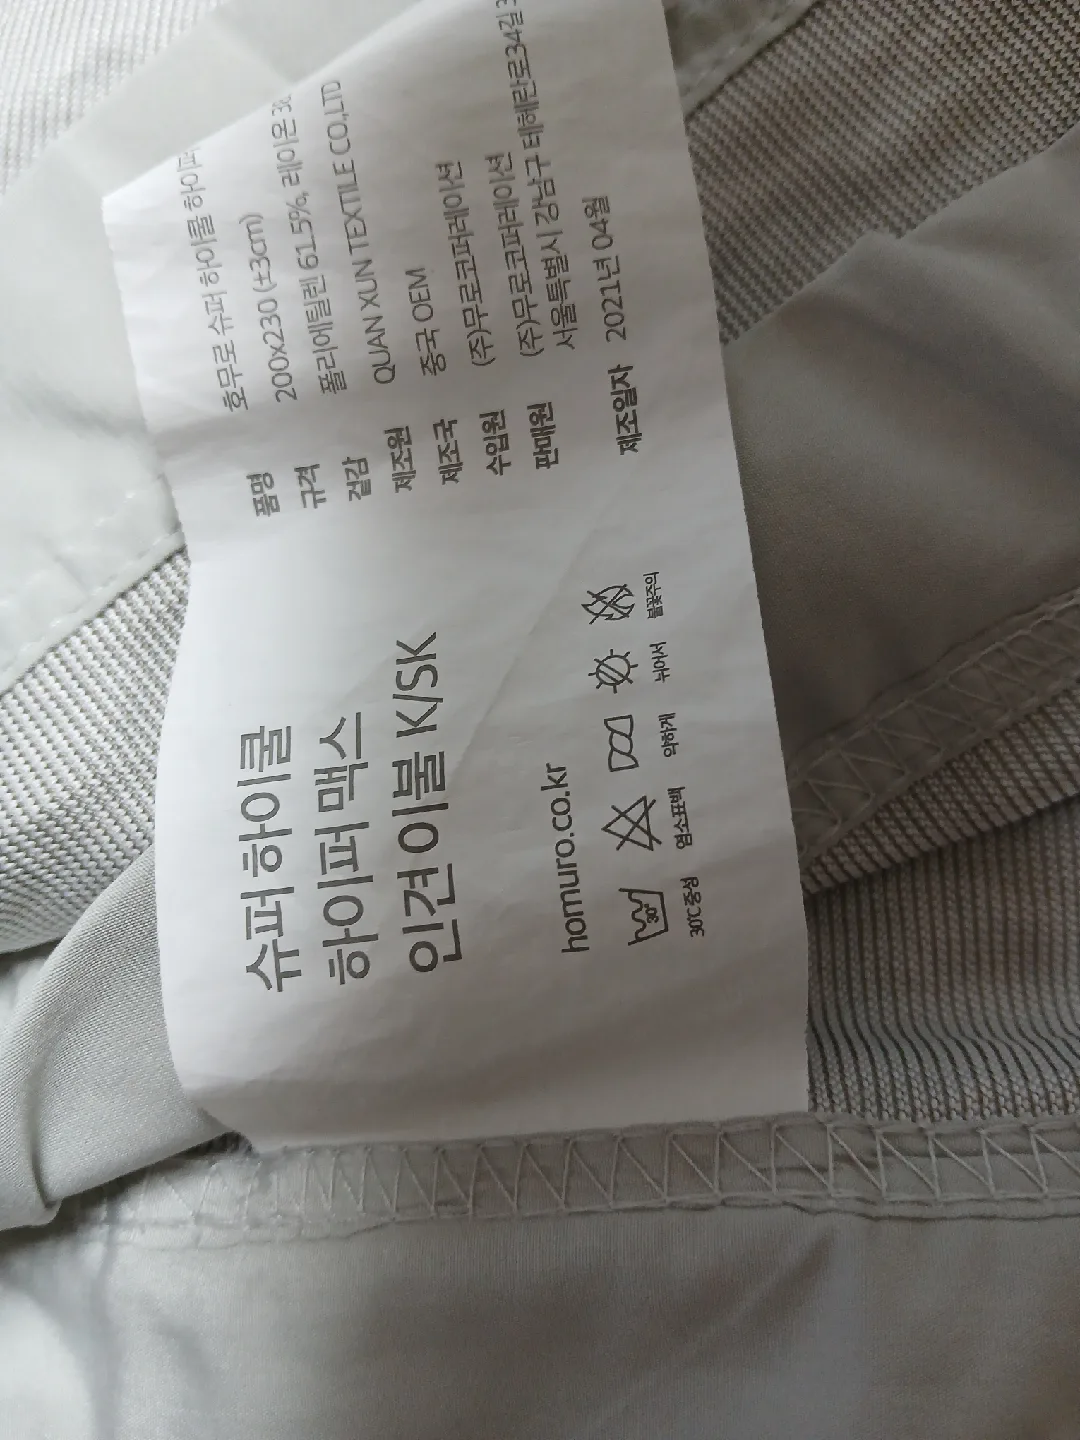 슈퍼 하이쿨
하이퍼 맥스
인견 이불 K/SK
homuro.co.kr
30°
30℃중성 염소표백 약하게 뉘어서 불꽃주의
품명 호무로 슈퍼 하이쿨 하이퍼
규격 200x230 (±3cm)
겉감 폴리에틸렌 61.5%, 레이온
제조원 QUAN XUN TEXTILE CO.,LTD
제조국 중국 OEM
수입원 (주)무로코퍼레이션
판매원 (주)무로코퍼레이션
서울특별시 강남구 테헤란로34길
제조일자 2021년 04월